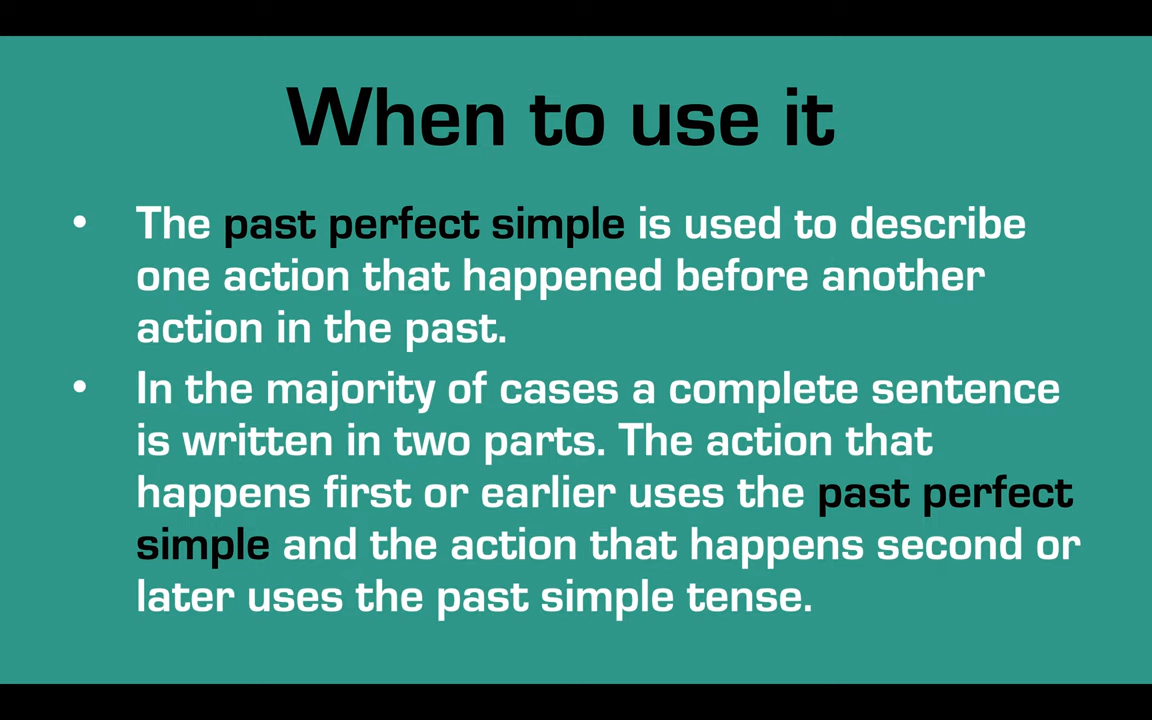 When to use it
• The past perfect simple is used to describe
one action that happened before another
action in the past.
• In the majority of cases a complete sentence
is written in two parts. The action that
happens first or earlier uses the past perfect
simple and the action that happens second or
later uses the past simple tense.